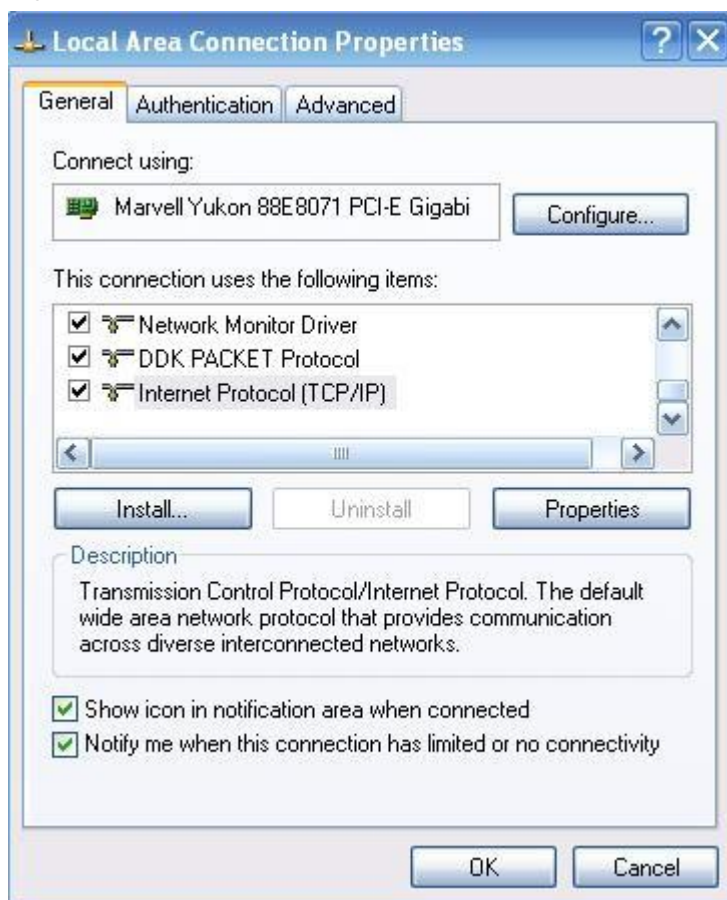 Local Area Connection Properties
General Authentication Advanced
Connect using:
Marvell Yukon 88E8071 PCI-E Gigabi
Configure...
This connection uses the following items:
Network Monitor Driver
DDK PACKET Protocol
Internet Protocol (TCP/IP)
Install... Uninstall Properties
Description
Transmission Control Protocol/Internet Protocol. The default
wide area network protocol that provides communication
across diverse interconnected networks.
Show icon in notification area when connected
Notify me when this connection has limited or no connectivity
OK Cancel